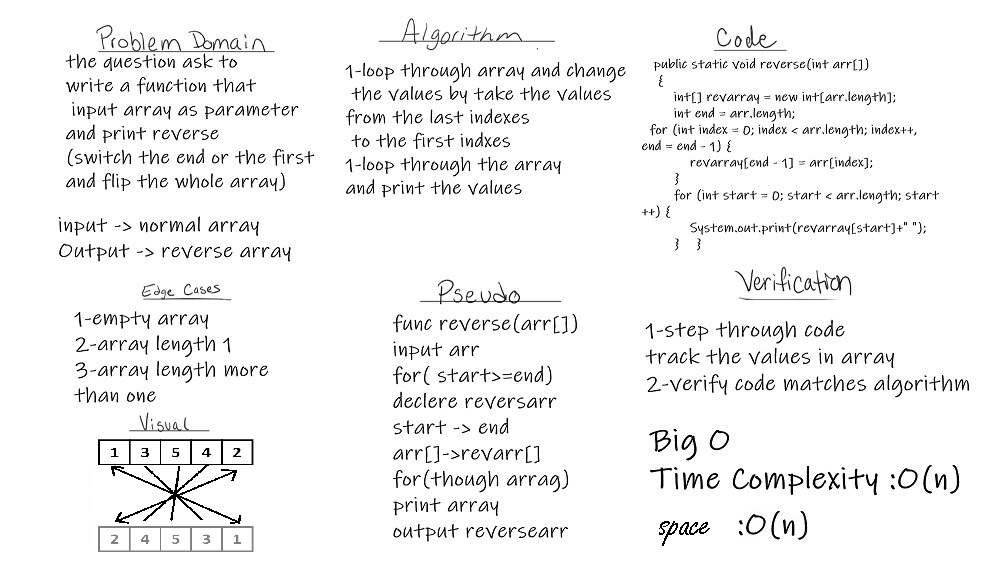 Problem Domain
the question ask to
write a function that
input array as parameter
and print reverse
(switch the end or the first
and flip the whole array)
input -> normal array
Output -> reverse array
Edge Cases
1-empty array
2-array length 1
3-array length more
than one
Visual
1 3 5 4 2
2 4 5 3 1
Algorithm
1-loop through array and change
the values by take the values
from the last indexes
to the first indxes
1-loop through the array
and print the values
Pseudo
func reverse(arr[])
input arr
for( start>=end)
declere reversarr
start -> end
arr[]->revarr[]
for(though arrag)
print array
output reversearr
Code
public static void reverse(int arr[])
{
int[] revarray = new int[arr.length];
int end = arr.length;
for (int index = 0; index < arr.length; index++,
end = end - 1) {
revarray[end - 1] = arr[index];
}
for (int start = 0; start < arr.length; start
++) {
System.out.print(revarray[start]+" ");
} }
Verification
1-step through code
track the values in array
2-verify code matches algorithm
Big O
Time Complexity :O(n)
space :O(n)